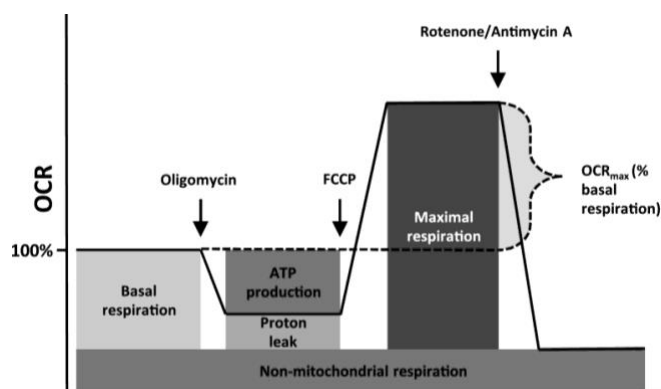 Rotenone/Antimycin A
Oligomycin
FCCP
OCR
OCRmax (%
basal
respiration)
Maximal
respiration
100%
ATP
production
Basal
respiration
Proton
leak
Non-mitochondrial respiration